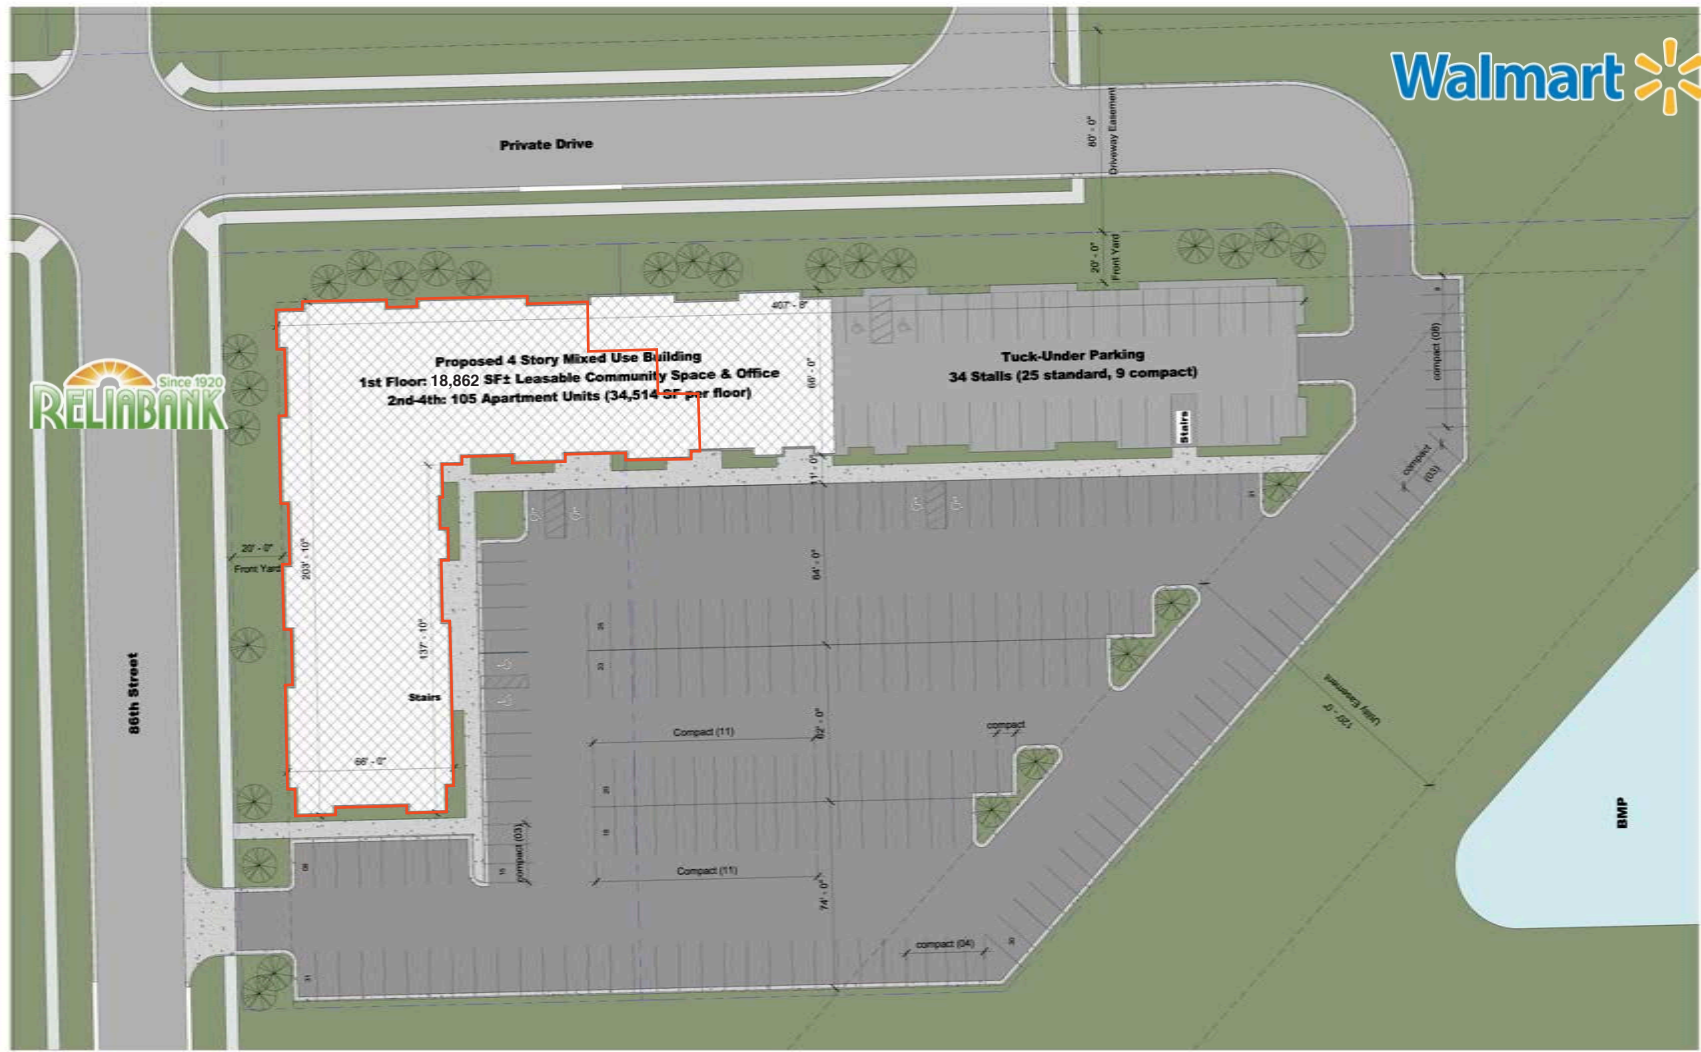 Walmart
Private Drive
80' - 0"
Driveway Easement
20' - 0"
Front Yard
407' - 8"
Proposed 4 Story Mixed Use Building
1st Floor: 18,862 SF± Leasable Community Space & Office
2nd-4th: 105 Apartment Units (34,514 SF per floor)
66' - 0"
Tuck-Under Parking
34 Stalls (25 standard, 9 compact)
Stairs
compact (08)
compact
(03)
Since 1920
RELIABANK
11' - 0"
20' - 0"
Front Yard
203' - 10"
137' - 10"
64' - 0"
Stairs
86th Street
66' - 0"
Compact (11)
62' - 0"
compact
Utility Easement
120' - 0"
BMP
compact (03)
Compact (11)
74' - 0"
compact (04)